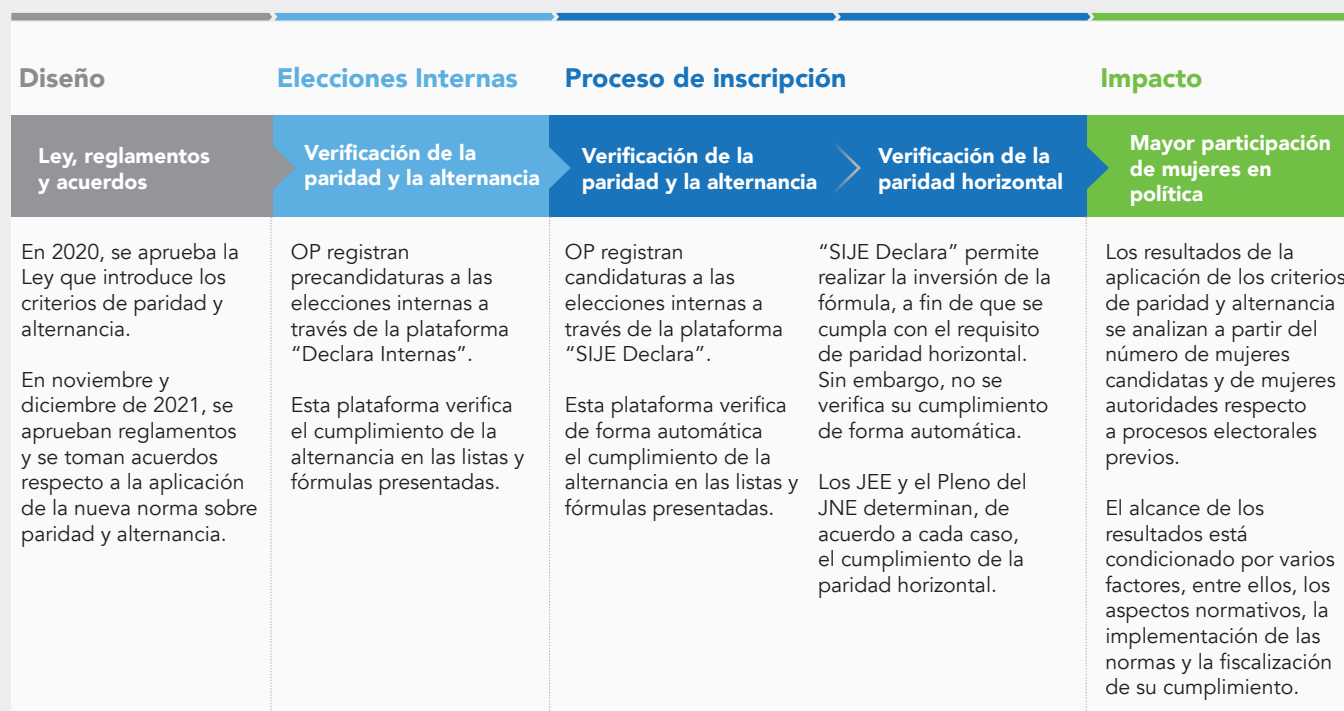 Diseño
Elecciones Internas
Proceso de inscripción
Impacto
Ley, reglamentos
y acuerdos
Verificación de la
paridad y la alternancia
Verificación de la
paridad y la alternancia
Verificación de la
paridad horizontal
Mayor participación
de mujeres en
política
En 2020, se aprueba la
Ley que introduce los
criterios de paridad y
alternancia.
En noviembre y
diciembre de 2021, se
aprueban reglamentos
y se toman acuerdos
respecto a la aplicación
de la nueva norma sobre
paridad y alternancia.
OP registran
precandidaturas a las
elecciones internas a
través de la plataforma
“Declara Internas”.
Esta plataforma verifica
el cumplimiento de la
alternancia en las listas y
fórmulas presentadas.
OP registran
candidaturas a las
elecciones internas a
través de la plataforma
“SIJE Declara”.
Esta plataforma verifica
de forma automática
el cumplimiento de la
alternancia en las listas y
fórmulas presentadas.
“SIJE Declara” permite
realizar la inversión de la
fórmula, a fin de que se
cumpla con el requisito
de paridad horizontal.
Sin embargo, no se
verifica su cumplimiento
de forma automática.
Los JEE y el Pleno del
JNE determinan, de
acuerdo a cada caso,
el cumplimiento de la
paridad horizontal.
Los resultados de la
aplicación de los criterios
de paridad y alternancia
se analizan a partir del
número de mujeres
candidatas y de mujeres
autoridades respecto
a procesos electorales
previos.
El alcance de los
resultados está
condicionado por varios
factores, entre ellos, los
aspectos normativos, la
implementación de las
normas y la fiscalización
de su cumplimiento.